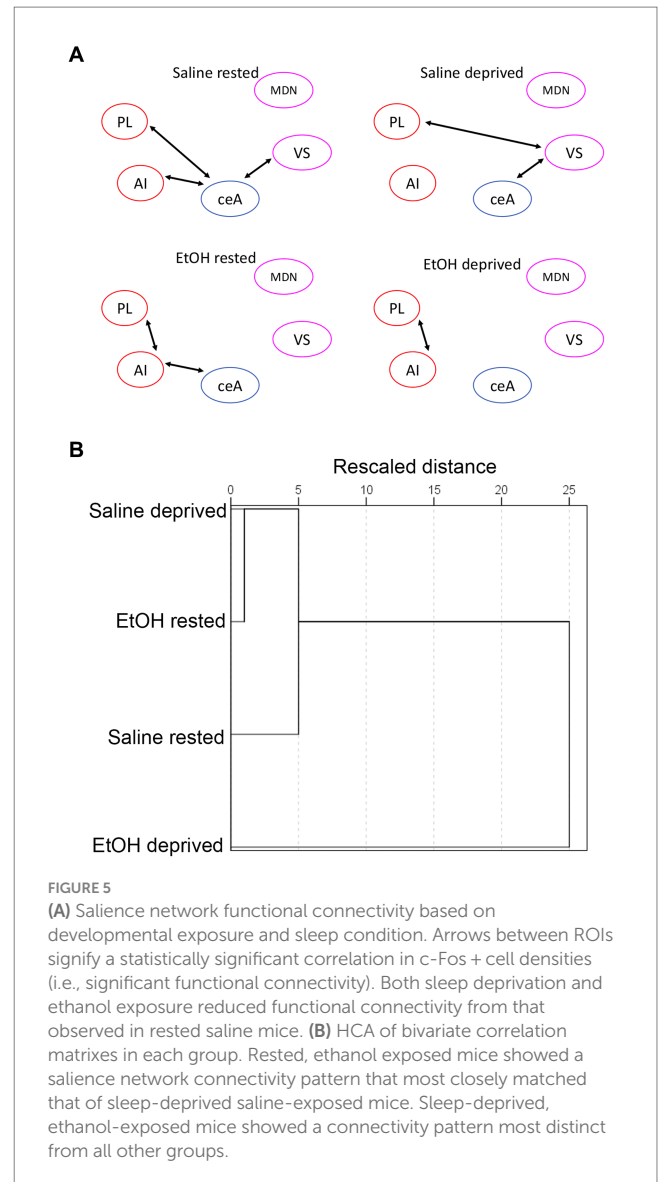 A
Saline rested
MDN
PL
VS
AI
ceA
Saline deprived
MDN
PL
VS
AI
ceA
EtOH rested
MDN
PL
VS
AI
ceA
EtOH deprived
MDN
PL
VS
AI
ceA
B
Rescaled distance
0 5 10 15 20 25
Saline deprived
EtOH rested
Saline rested
EtOH deprived
FIGURE 5
(A) Salience network functional connectivity based on
developmental exposure and sleep condition. Arrows between ROIs
signify a statistically significant correlation in c-Fos + cell densities
(i.e., significant functional connectivity). Both sleep deprivation and
ethanol exposure reduced functional connectivity from that
observed in rested saline mice. (B) HCA of bivariate correlation
matrixes in each group. Rested, ethanol exposed mice showed a
salience network connectivity pattern that most closely matched
that of sleep-deprived saline-exposed mice. Sleep-deprived,
ethanol-exposed mice showed a connectivity pattern most distinct
from all other groups.